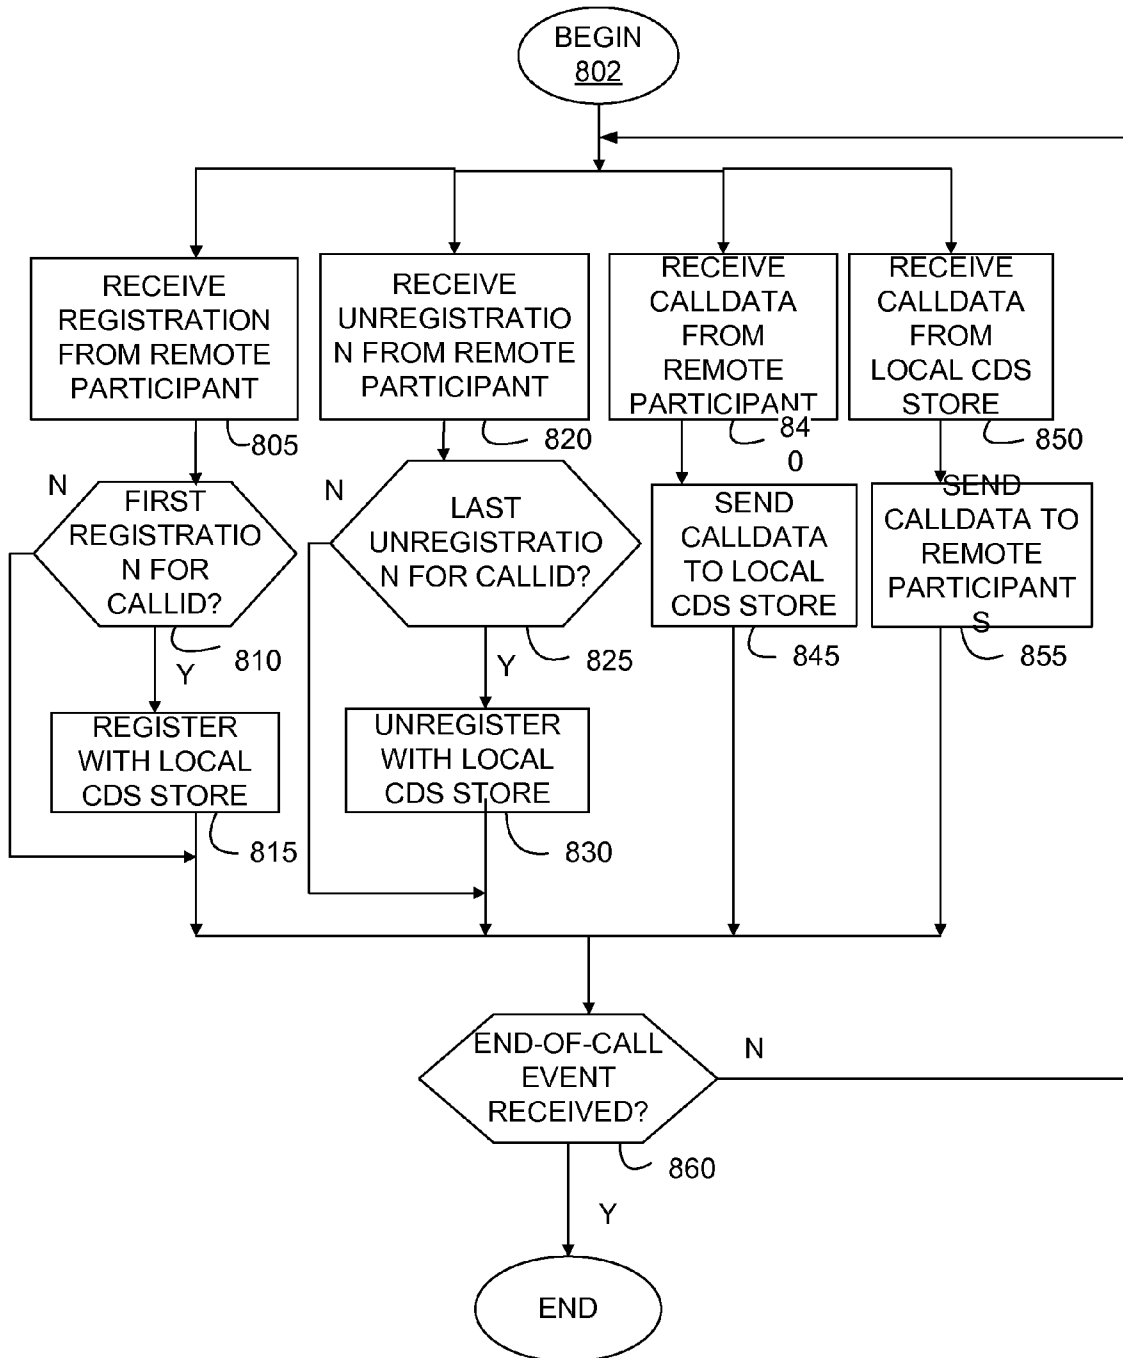 BEGIN
802
RECEIVE
REGISTRATION
FROM REMOTE
PARTICIPANT
805
RECEIVE
UNREGISTRATIO
N FROM REMOTE
PARTICIPANT
820
RECEIVE
CALLDATA
FROM
REMOTE
PARTICIPANT
84
0
RECEIVE
CALLDATA
FROM
LOCAL CDS
STORE
850
N
FIRST
REGISTRATIO
N FOR
CALLID?
810
Y
N
LAST
UNREGISTRATIO
N FOR CALLID?
825
Y
SEND
CALLDATA
TO LOCAL
CDS STORE
845
SEND
CALLDATA TO
REMOTE
PARTICIPANT
S
855
REGISTER
WITH LOCAL
CDS STORE
815
UNREGISTER
WITH LOCAL
CDS STORE
830
END-OF-CALL
EVENT
RECEIVED?
N
860
Y
END